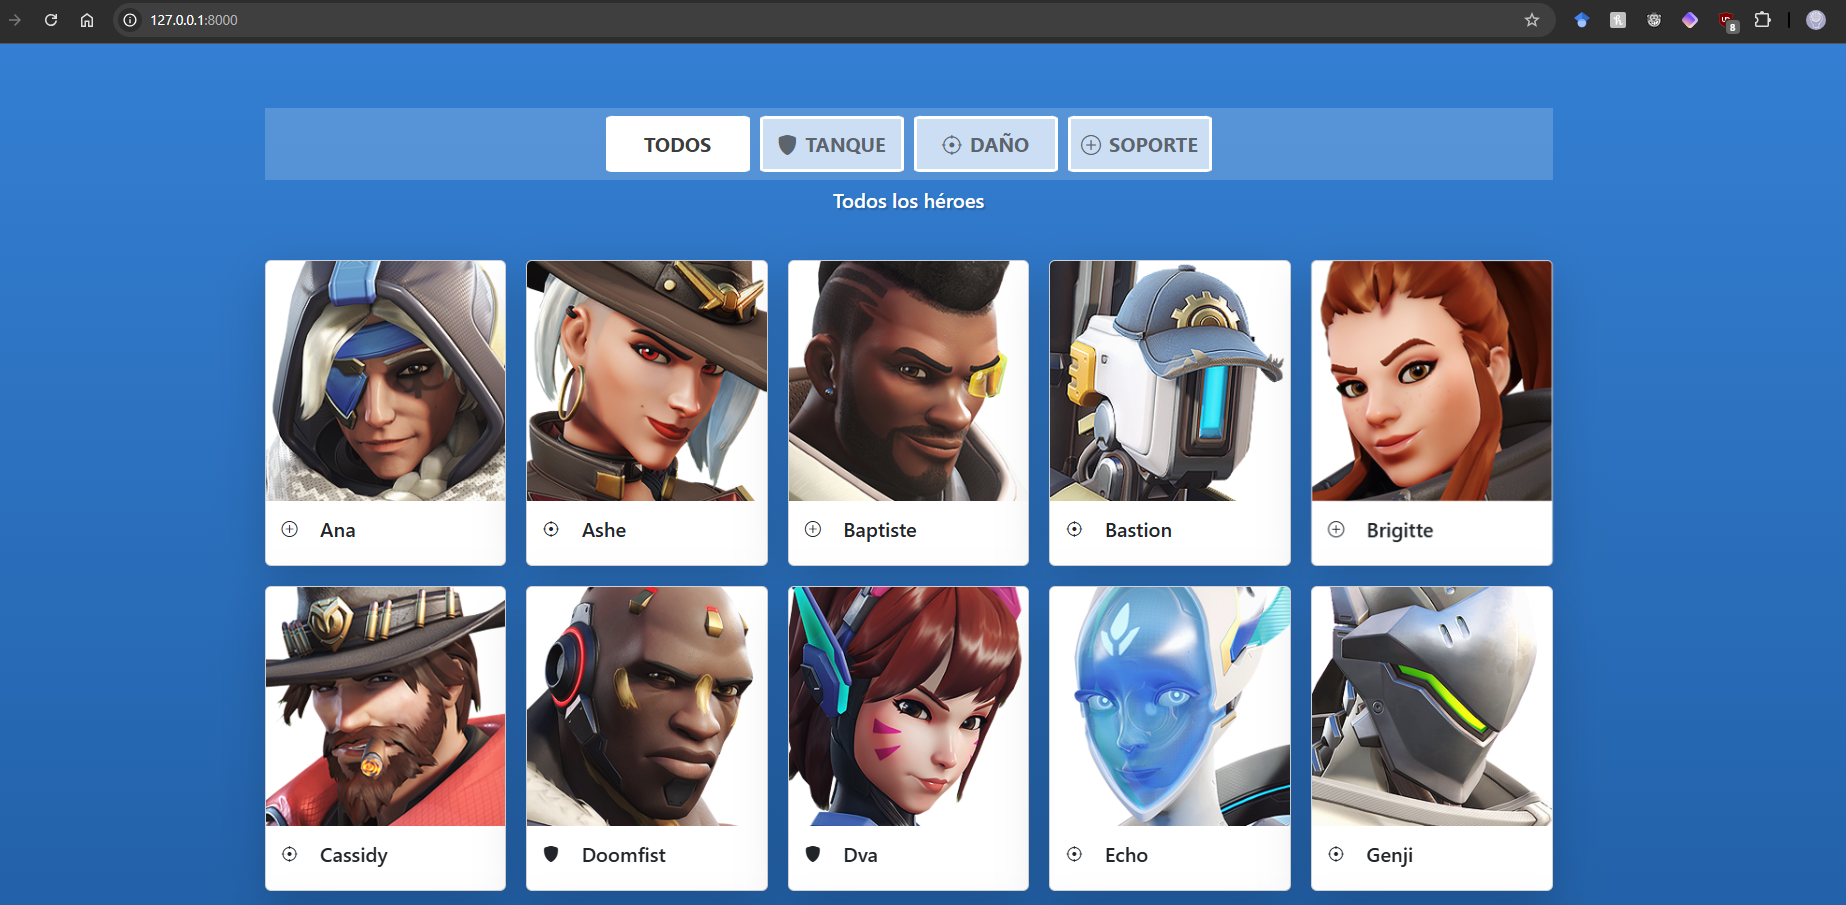 127.0.0.1:8000
8
TODOS
TANQUE
DAÑO
SOPORTE
Todos los héroes
Ana
Ashe
Baptiste
Bastion
Brigitte
Cassidy
Doomfist
Dva
Echo
Genji